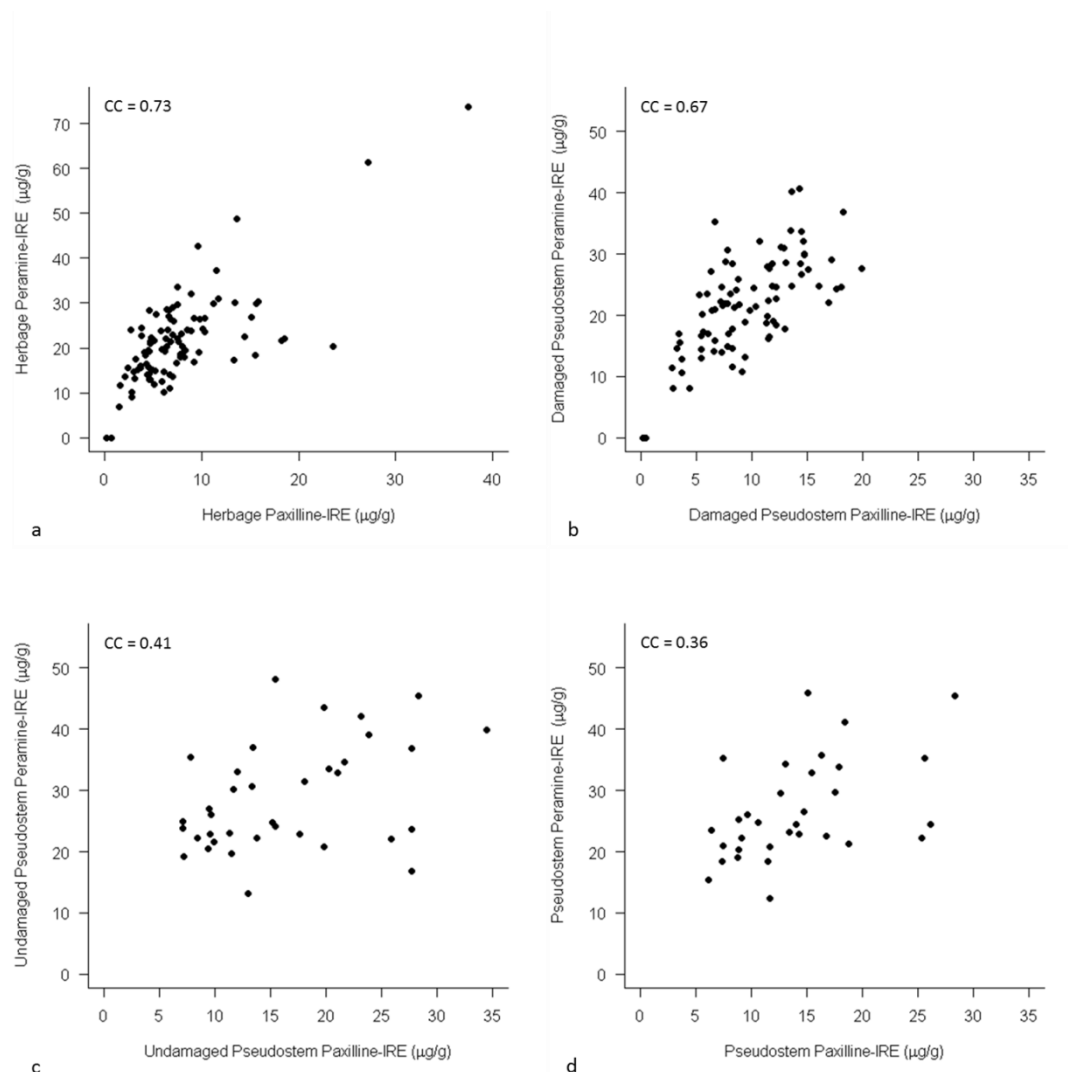 CC = 0.73
Herbage Peramine-IRE (μg/g)
70
60
50
40
30
20
10
0
0 10 20 30 40
Herbage Paxilline-IRE (μg/g)
a
CC = 0.67
Damaged Pseudostem Peramine-IRE (μg/g)
50
40
30
20
10
0
0 5 10 15 20 25 30 35
Damaged Pseudostem Paxilline-IRE (μg/g)
b
CC = 0.41
Undamaged Pseudostem Peramine-IRE (μg/g)
50
40
30
20
10
0
0 5 10 15 20 25 30 35
Undamaged Pseudostem Paxilline-IRE (μg/g)
c
CC = 0.36
Pseudostem Peramine-IRE (μg/g)
50
40
30
20
10
0
0 5 10 15 20 25 30 35
Pseudostem Paxilline-IRE (μg/g)
d